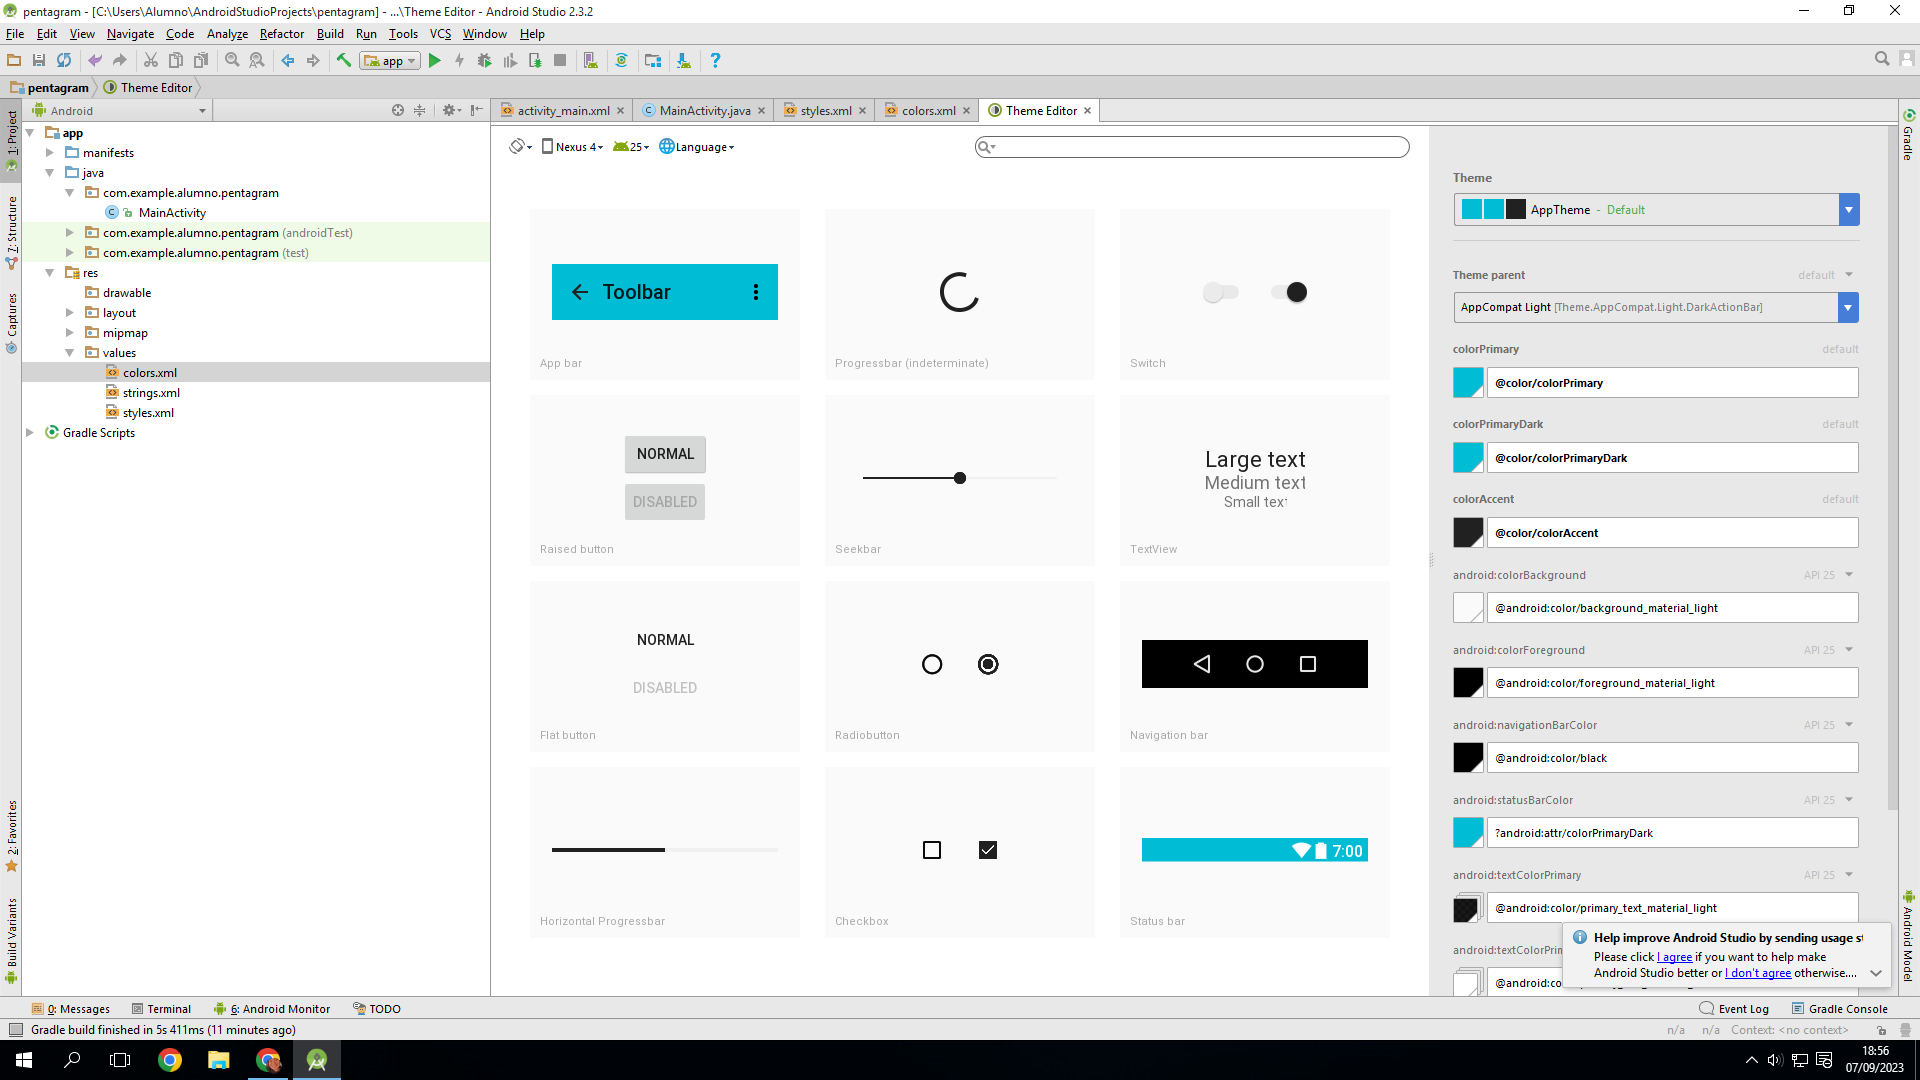 pentagram - [C:\Users\Alumno\AndroidStudioProjects\pentagram] - ...\Theme Editor - Android Studio 2.3.2
File Edit View Navigate Code Analyze Refactor Build Run Tools VCS Window Help
app
pentagram Theme Editor
Android
activity_main.xml MainActivity.java styles.xml colors.xml Theme Editor
1: Project
7: Structure
Captures
2: Favorites
Build Variants
app
manifests
java
com.example.alumno.pentagram
MainActivity
com.example.alumno.pentagram (androidTest)
com.example.alumno.pentagram (test)
res
drawable
layout
mipmap
values
colors.xml
strings.xml
styles.xml
Gradle Scripts
Nexus 4 25 Language
Toolbar
App bar
Progressbar (indeterminate)
Switch
NORMAL
DISABLED
Raised button
Seekbar
Large text
Medium text
Small text
TextView
NORMAL
DISABLED
Flat button
Radiobutton
Navigation bar
Horizontal Progressbar
Checkbox
7:00
Status bar
Theme
AppTheme - Default
Theme parent default
AppCompat Light [Theme.AppCompat.Light.DarkActionBar]
colorPrimary default
@color/colorPrimary
colorPrimaryDark default
@color/colorPrimaryDark
colorAccent default
@color/colorAccent
android:colorBackground API 25
@android:color/background_material_light
android:colorForeground API 25
@android:color/foreground_material_light
android:navigationBarColor API 25
@android:color/black
android:statusBarColor API 25
?android:attr/colorPrimaryDark
android:textColorPrimary API 25
@android:color/primary_text_material_light
android:textColorPri
@android:co
Help improve Android Studio by sending usage st
Please click I agree if you want to help make
Android Studio better or I don't agree otherwise....
Gradle
Android Model
0: Messages Terminal 6: Android Monitor TODO Event Log Gradle Console
Gradle build finished in 5s 411ms (11 minutes ago) n/a n/a Context: <no context>
18:56
07/09/2023